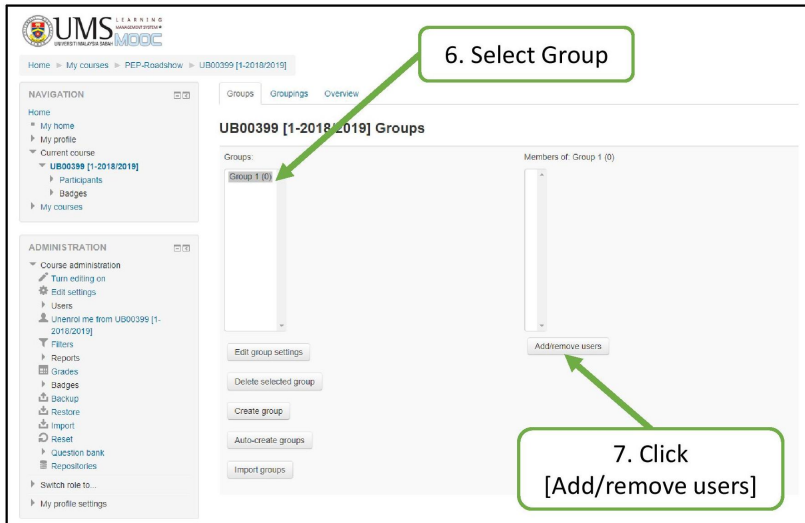 UMS LEARNING
MANAGEMENT SYSTEM
UNIVERSITI MALAYSIA SABAH MOOC
6. Select Group
Home My courses PEP-Roadshow UB00399 [1-2018/2019]
NAVIGATION
Home
My home
My profile
Current course
UB00399 [1-2018/2019]
Participants
Badges
My courses
ADMINISTRATION
Course administration
Turn editing on
Edit settings
Users
Unenrol me from UB00399 [1-
2018/2019]
Filters
Reports
Grades
Badges
Backup
Restore
Import
Reset
Question bank
Repositories
Switch role to...
My profile settings
Groups Groupings Overview
UB00399 [1-2018/2019] Groups
Groups:
Group 1 (0)
Edit group settings
Delete selected group
Create group
Auto-create groups
Import groups
Members of: Group 1 (0)
Add/remove users
7. Click
[Add/remove users]